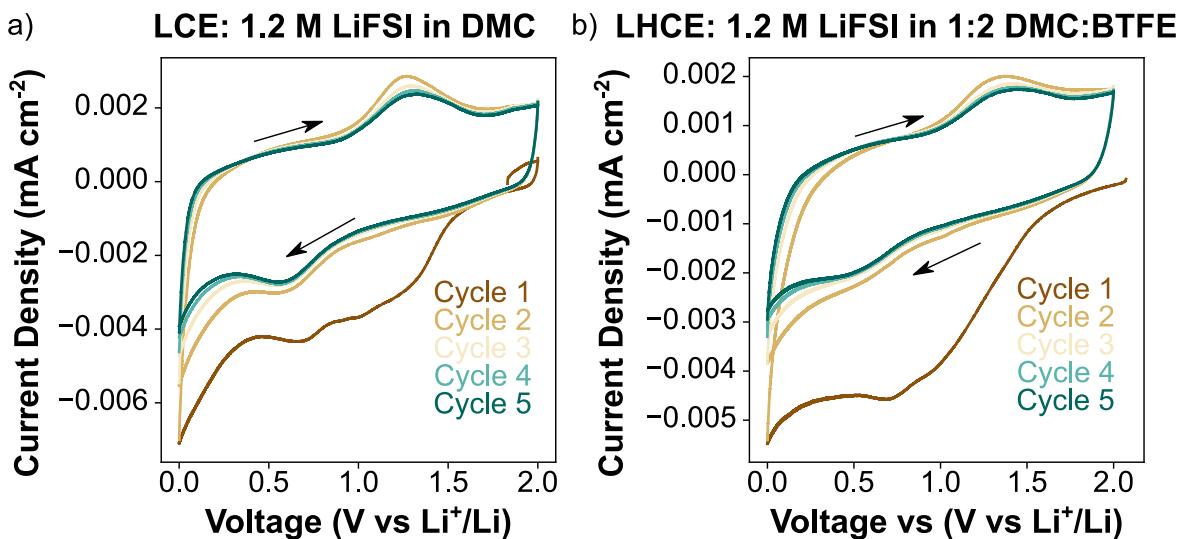 a) LCE: 1.2 M LiFSI in DMC
Current Density (mA cm⁻²)
0.002
0.000
−0.002
−0.004
−0.006
Cycle 1
Cycle 2
Cycle 3
Cycle 4
Cycle 5
0.0 0.5 1.0 1.5 2.0
Voltage (V vs Li⁺/Li)
b) LHCE: 1.2 M LiFSI in 1:2 DMC:BTFE
Current Density (mA cm⁻²)
0.002
0.001
0.000
−0.001
−0.002
−0.003
−0.004
−0.005
Cycle 1
Cycle 2
Cycle 3
Cycle 4
Cycle 5
0.0 0.5 1.0 1.5 2.0
Voltage vs (V vs Li⁺/Li)